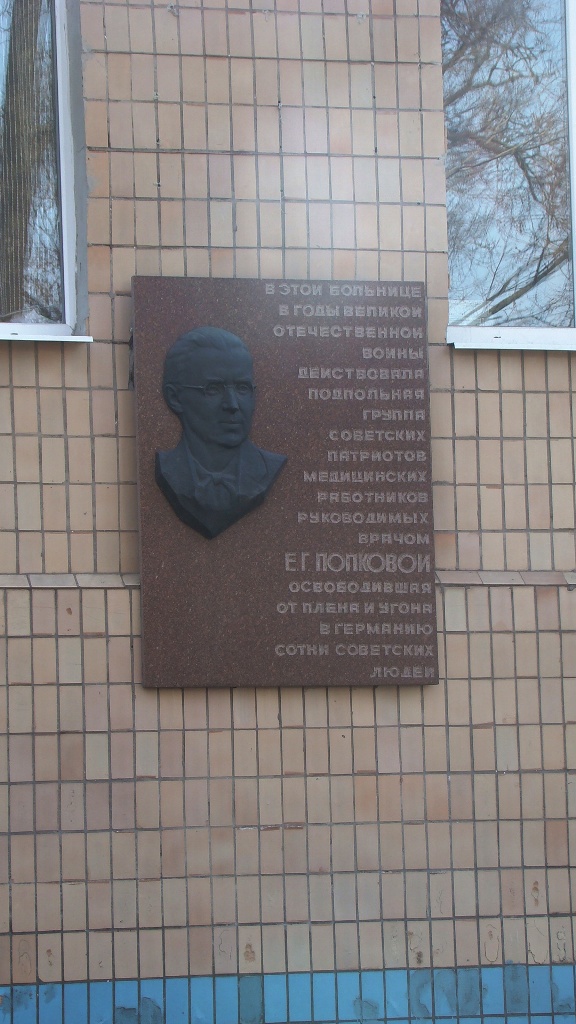 В ЭТОЙ БОЛЬНИЦЕ
В ГОДЫ ВЕЛИКОЙ
ОТЕЧЕСТВЕННОЙ
ВОЙНЫ
ДЕЙСТВОВАЛА
ПОДПОЛЬНАЯ
ГРУППА
СОВЕТСКИХ
ПАТРИОТОВ
МЕДИЦИНСКИХ
РАБОТНИКОВ
РУКОВОДИМЫХ
ВРАЧОМ
Е.Г. ПОПКОВОЙ
ОСВОБОДИВШАЯ
ОТ ПЛЕНА И УГОНА
В ГЕРМАНИЮ
СОТНИ СОВЕТСКИХ
ЛЮДЕЙ